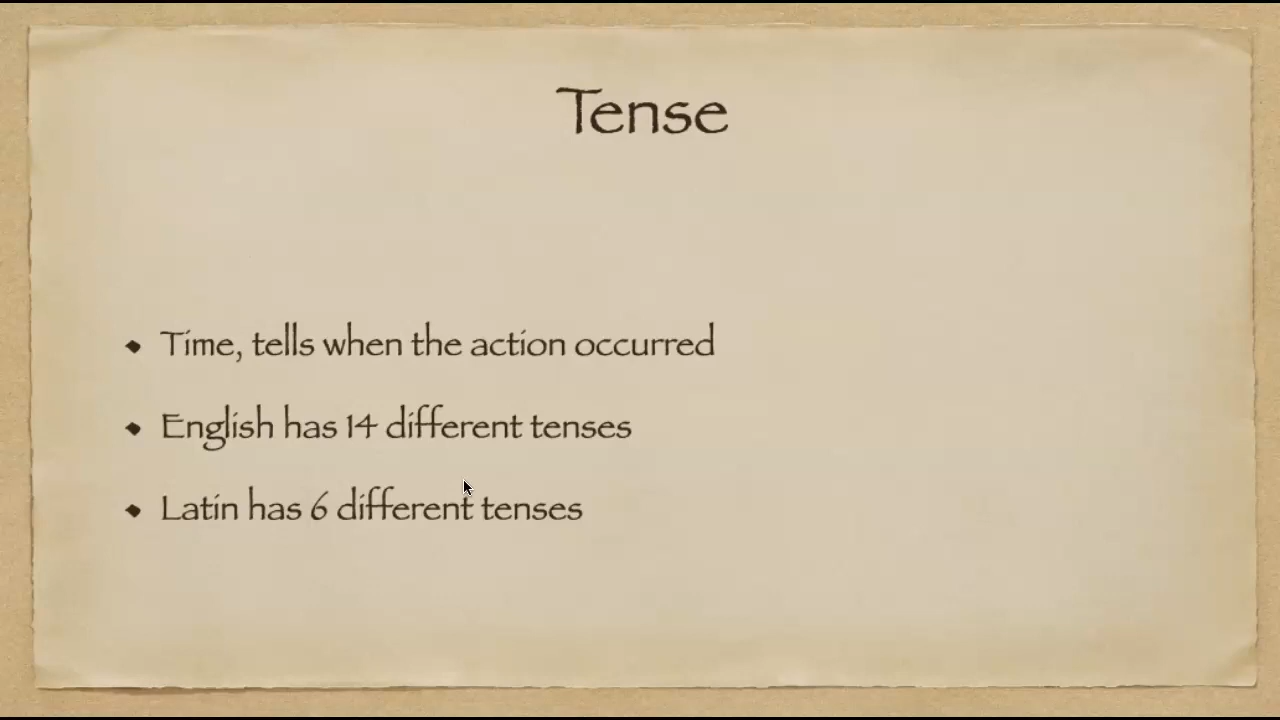 Tense
• Time, tells when the action occurred
• English has 14 different tenses
• Latin has 6 different tenses